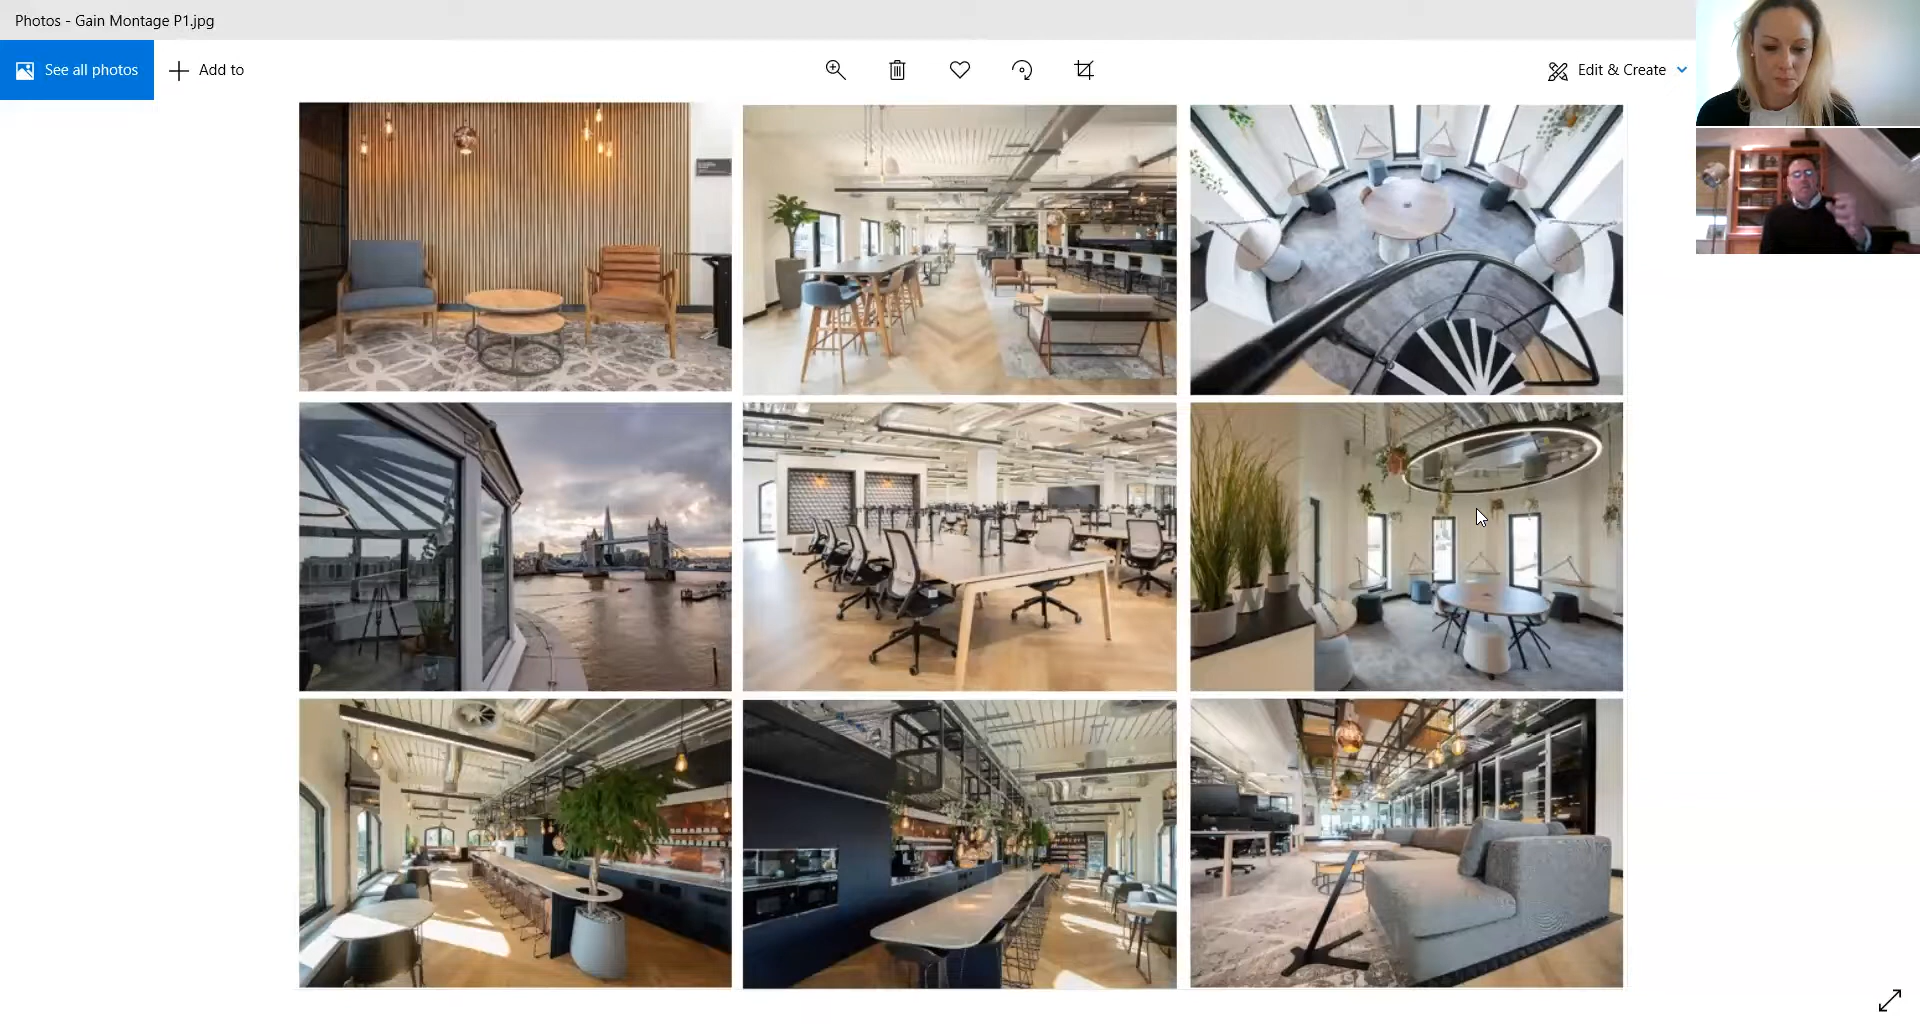 Photos - Gain Montage P1.jpg
See all photos
Add to
Edit & Create